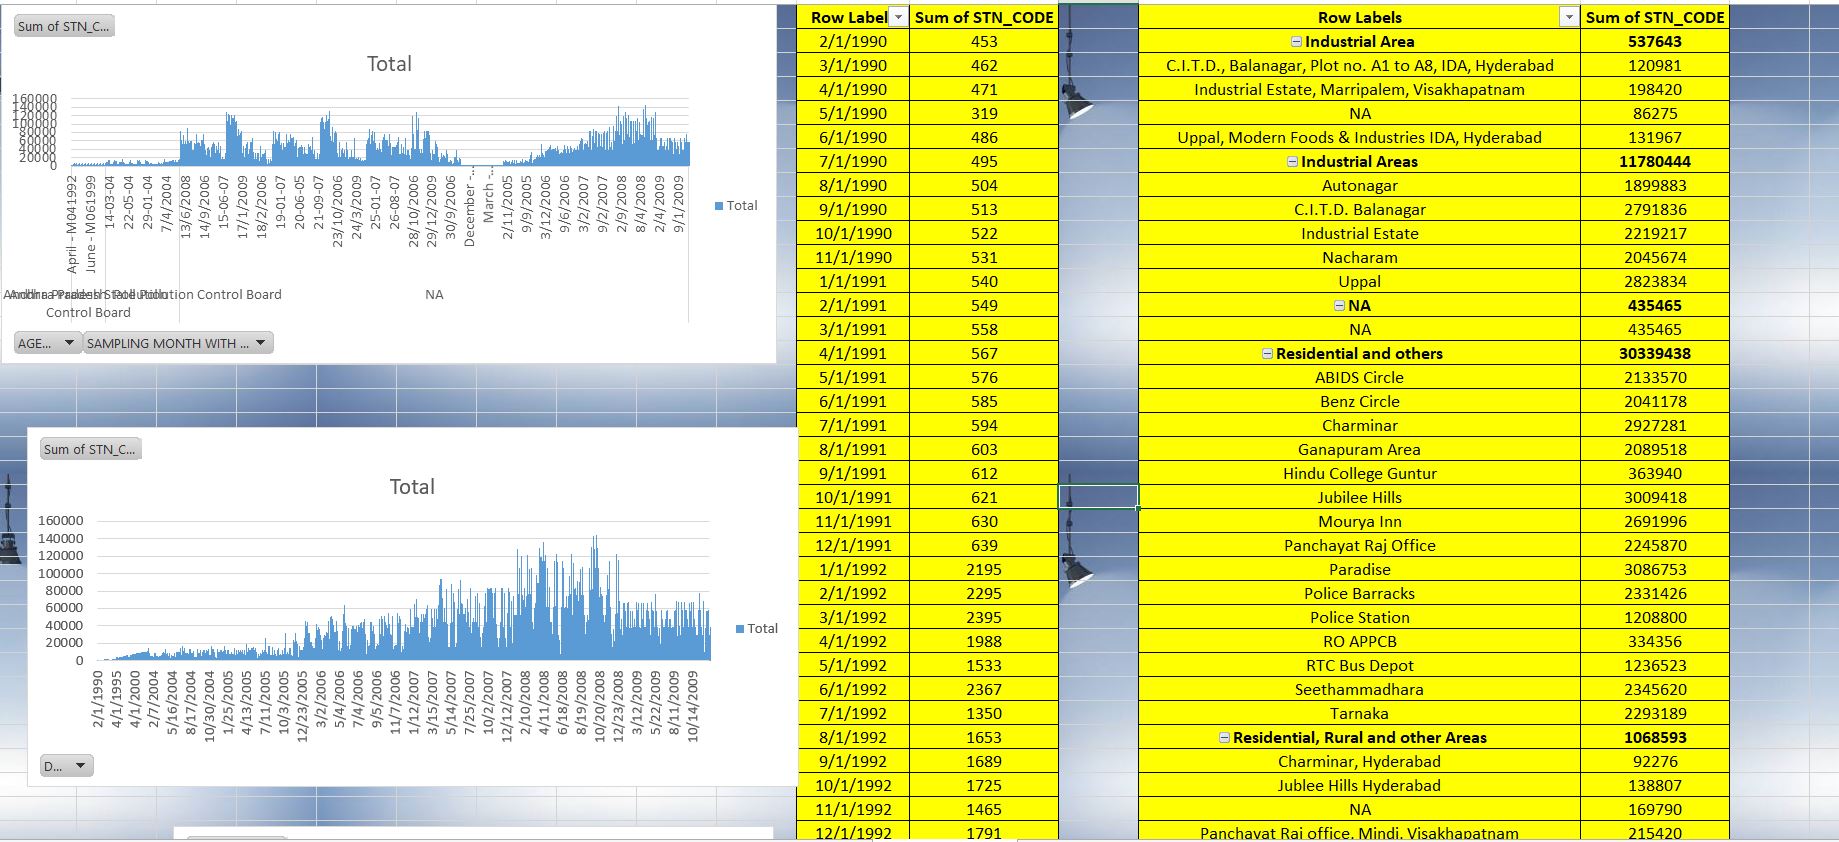 Sum of STN_C...
Total
160000
140000
120000
100000
80000
60000
40000
20000
0
April - M041992
June - M061999
14-03-04
22-05-04
29-01-04
7/4/2004
13/6/2008
14/9/2006
15-06-07
17/1/2009
18/2/2006
19-01-07
20-06-05
21-09-07
23/10/2006
24/3/2009
25-01-07
26-08-07
28/10/2006
29/12/2009
30/9/2006
December -...
March -...
2/11/2005
9/9/2005
3/12/2006
9/6/2006
3/2/2007
9/2/2007
2/9/2008
8/4/2008
2/4/2009
9/1/2009
Total
Pollution Control Board
NA
Control Board
AGE...
SAMPLING MONTH WITH ...
Sum of STN_C...
Total
160000
140000
120000
100000
80000
60000
40000
20000
0
2/1/1990
4/1/1995
4/1/2000
2/7/2004
5/16/2004
8/17/2004
10/30/2004
1/25/2005
4/13/2005
7/11/2005
10/3/2005
12/23/2005
3/2/2006
5/4/2006
7/4/2006
9/5/2006
11/7/2006
1/12/2007
3/15/2007
5/14/2007
7/25/2007
10/2/2007
12/12/2007
2/10/2008
4/11/2008
6/18/2008
8/19/2008
10/20/2008
12/23/2008
3/12/2009
5/22/2009
8/11/2009
10/14/2009
Total
D...
Row Label Sum of STN_CODE
2/1/1990 453
3/1/1990 462
4/1/1990 471
5/1/1990 319
6/1/1990 486
7/1/1990 495
8/1/1990 504
9/1/1990 513
10/1/1990 522
11/1/1990 531
1/1/1991 540
2/1/1991 549
3/1/1991 558
4/1/1991 567
5/1/1991 576
6/1/1991 585
7/1/1991 594
8/1/1991 603
9/1/1991 612
10/1/1991 621
11/1/1991 630
12/1/1991 639
1/1/1992 2195
2/1/1992 2295
3/1/1992 2395
4/1/1992 1988
5/1/1992 1533
6/1/1992 2367
7/1/1992 1350
8/1/1992 1653
9/1/1992 1689
10/1/1992 1725
11/1/1992 1465
12/1/1992 1791
Row Labels Sum of STN_CODE
Industrial Area 537643
C.I.T.D., Balanagar, Plot no. A1 to A8, IDA, Hyderabad 120981
Industrial Estate, Marripalem, Visakhapatnam 198420
NA 86275
Uppal, Modern Foods & Industries IDA, Hyderabad 131967
Industrial Areas 11780444
Autonagar 1899883
C.I.T.D. Balanagar 2791836
Industrial Estate 2219217
Nacharam 2045674
Uppal 2823834
NA 435465
NA 435465
Residential and others 30339438
ABIDS Circle 2133570
Benz Circle 2041178
Charminar 2927281
Ganapuram Area 2089518
Hindu College Guntur 363940
Jubilee Hills 3009418
Mourya Inn 2691996
Panchayat Raj Office 2245870
Paradise 3086753
Police Barracks 2331426
Police Station 1208800
RO APPCB 334356
RTC Bus Depot 1236523
Seethammadhara 2345620
Tarnaka 2293189
Residential, Rural and other Areas 1068593
Charminar, Hyderabad 92276
Jublee Hills Hyderabad 138807
NA 169790
Panchayat Raj office, Mindi, Visakhapatnam 215420